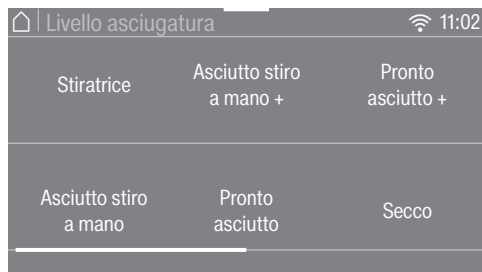 Livello asciugatura 11:02
Stiratrice
Asciutto stiro
a mano +
Pronto
asciutto +
Asciutto stiro
a mano
Pronto
asciutto
Secco